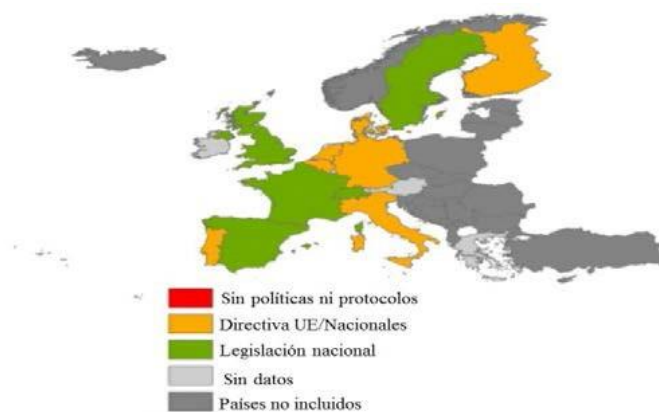 Sin políticas ni protocolos
Directiva UE/Nacionales
Legislación nacional
Sin datos
Países no incluidos